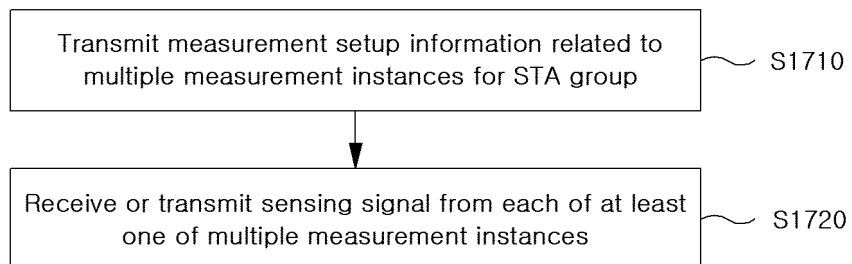 Transmit measurement setup information related to
multiple measurement instances for STA group
S1710
Receive or transmit sensing signal from each of at least
one of multiple measurement instances
S1720